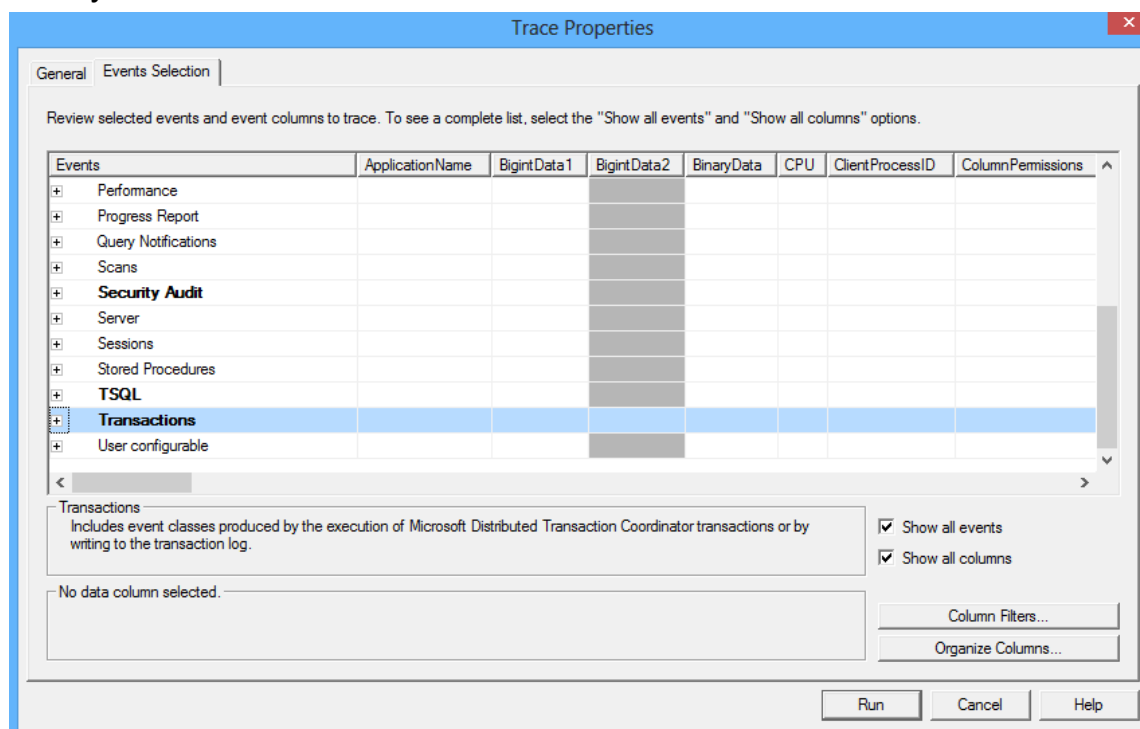 Trace Properties
General Events Selection
Review selected events and event columns to trace. To see a complete list, select the "Show all events" and "Show all columns" options.
Events ApplicationName BigintData1 BigintData2 BinaryData CPU ClientProcessID ColumnPermissions
Performance
Progress Report
Query Notifications
Scans
Security Audit
Server
Sessions
Stored Procedures
TSQL
Transactions
User configurable
Transactions
Includes event classes produced by the execution of Microsoft Distributed Transaction Coordinator transactions or by
writing to the transaction log.
Show all events
Show all columns
No data column selected.
Column Filters...
Organize Columns...
Run Cancel Help